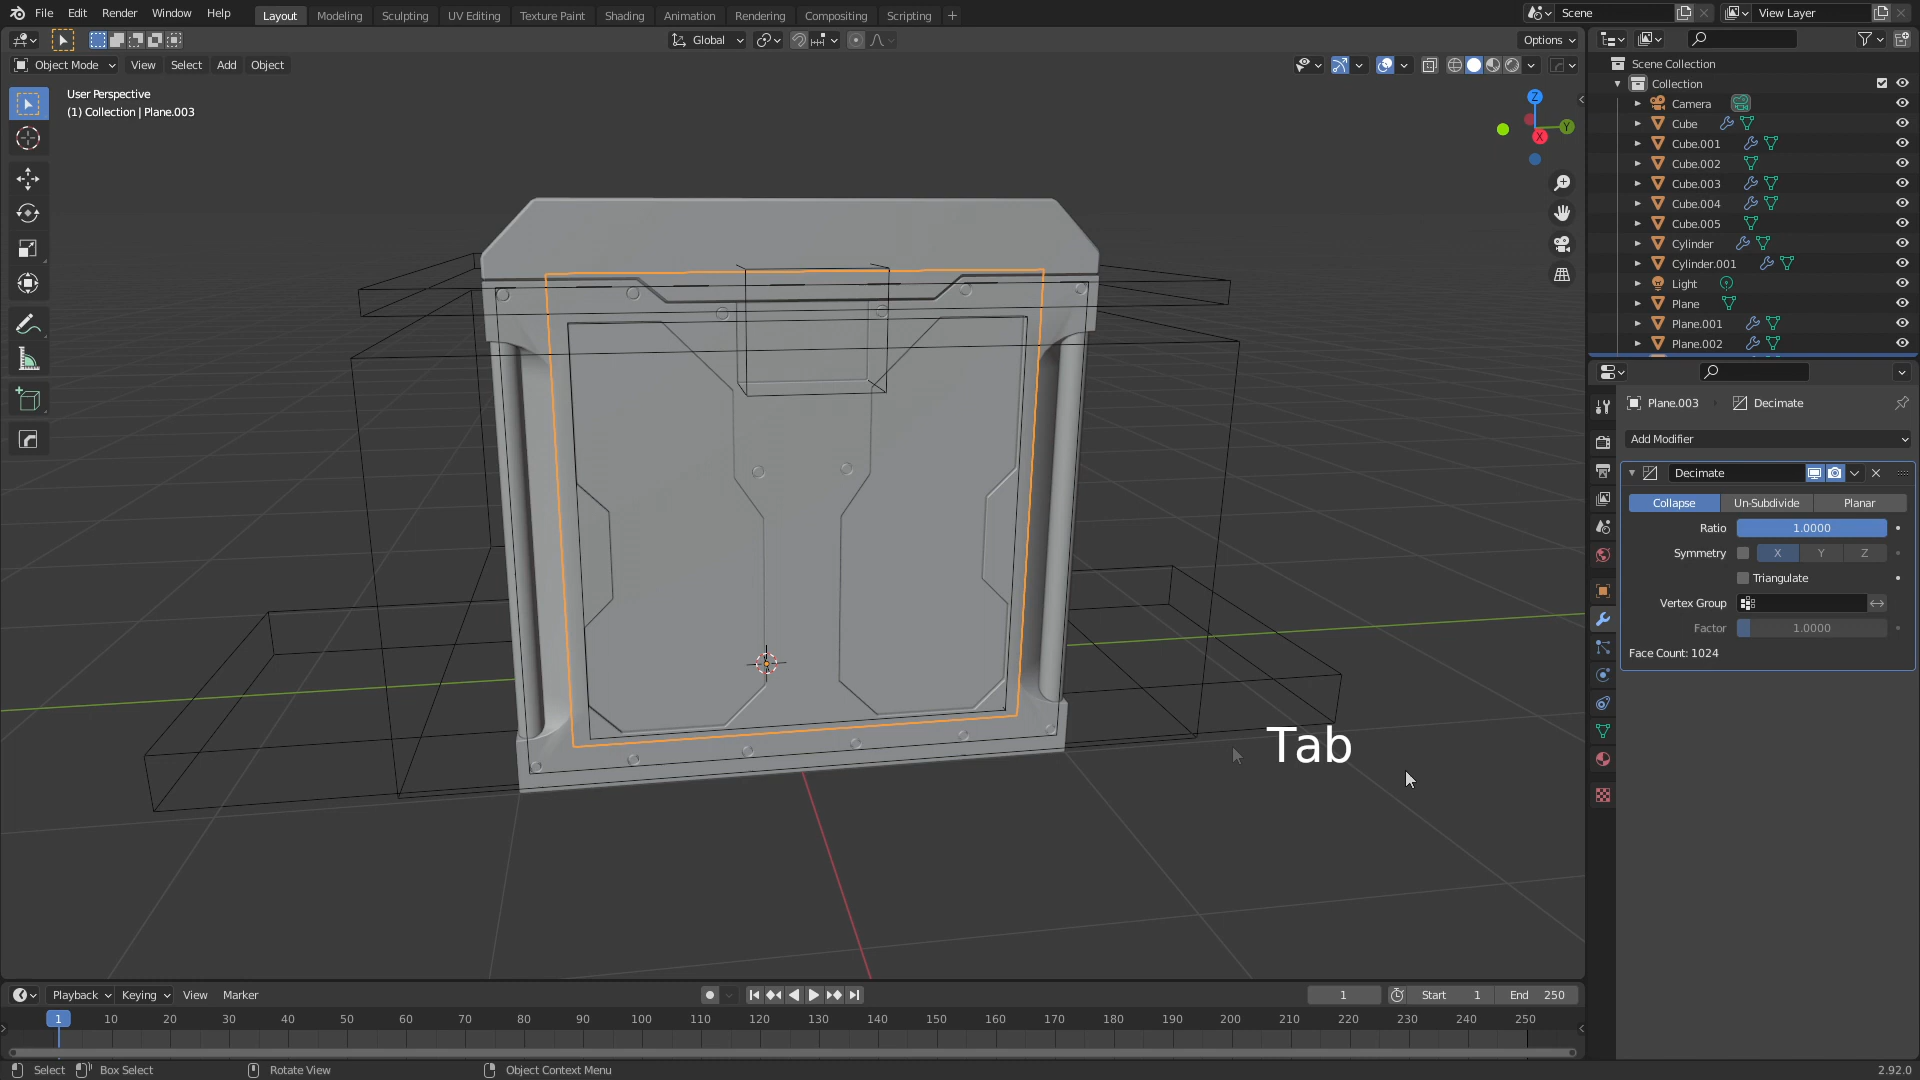 File Edit Render Window Help Layout Modeling Sculpting UV Editing Texture Paint Shading Animation Rendering Compositing Scripting + Scene View Layer
Global Options
Object Mode View Select Add Object
User Perspective
(1) Collection | Plane.003
Z
Y
X
Scene Collection
Collection
Camera
Cube
Cube.001
Cube.002
Cube.003
Cube.004
Cube.005
Cylinder
Cylinder.001
Light
Plane
Plane.001
Plane.002
Plane.003 Decimate
Add Modifier
Decimate
Collapse Un-Subdivide Planar
Ratio 1.0000
Symmetry X Y Z
Triangulate
Vertex Group
Factor 1.0000
Face Count: 1024
Tab
Playback Keying View Marker 1 Start 1 End 250
1 10 20 30 40 50 60 70 80 90 100 110 120 130 140 150 160 170 180 190 200 210 220 230 240 250
Select Box Select Rotate View Object Context Menu 2.92.0